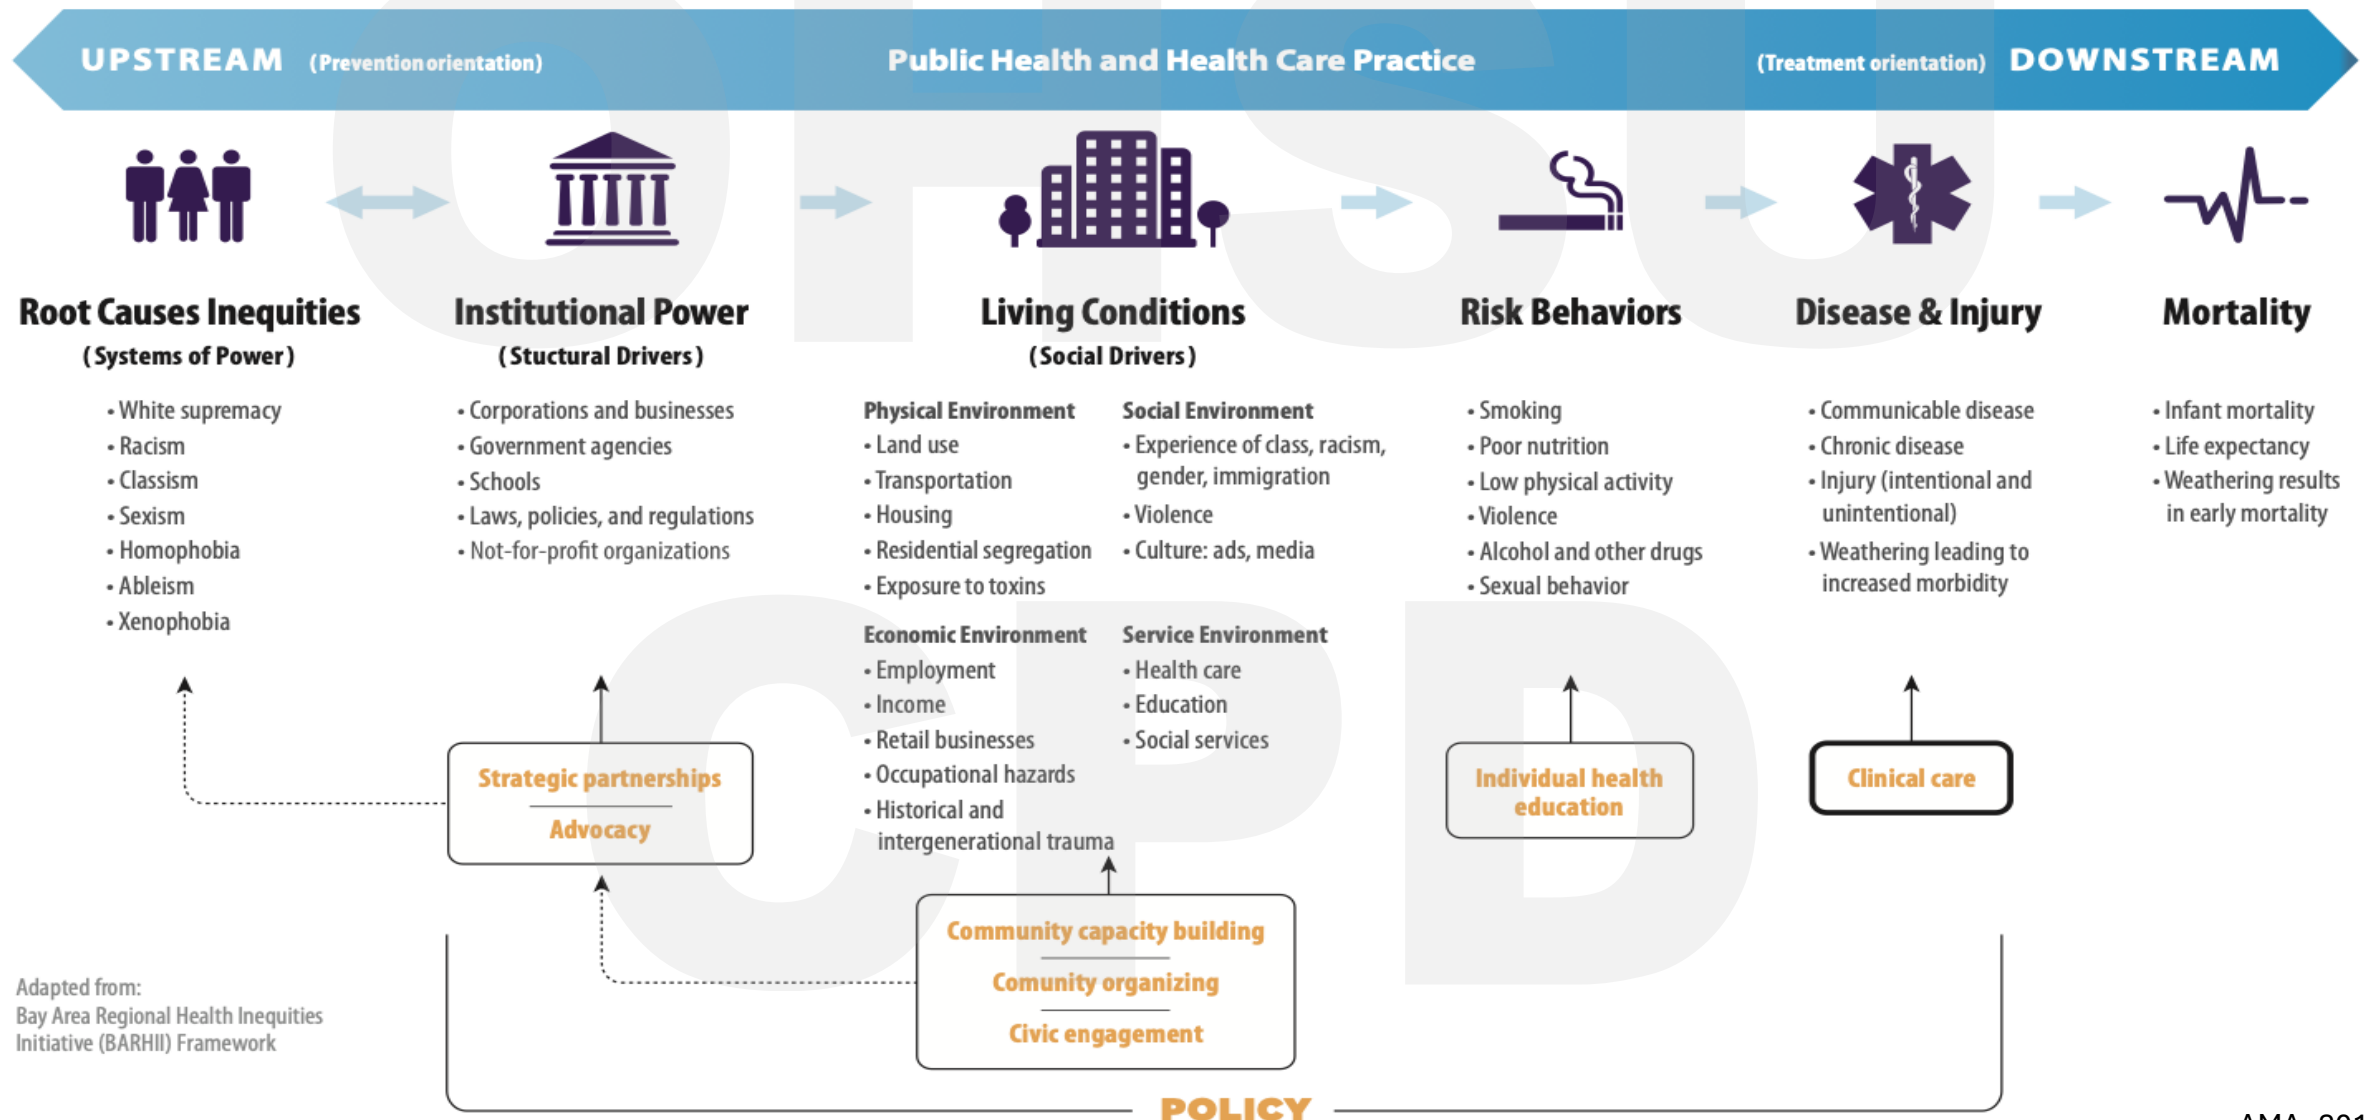 UPSTREAM (Prevention orientation) Public Health and Health Care Practice (Treatment orientation) DOWNSTREAM
Root Causes Inequities
(Systems of Power)
• White supremacy
• Racism
• Classism
• Sexism
• Homophobia
• Ableism
• Xenophobia
Institutional Power
(Stuctural Drivers)
• Corporations and businesses
• Government agencies
• Schools
• Laws, policies, and regulations
• Not-for-profit organizations
Strategic partnerships
Advocacy
Living Conditions
(Social Drivers)
Physical Environment
• Land use
• Transportation
• Housing
• Residential segregation
• Exposure to toxins
Social Environment
• Experience of class, racism,
gender, immigration
• Violence
• Culture: ads, media
Economic Environment
• Employment
• Income
• Retail businesses
• Occupational hazards
• Historical and
intergenerational trauma
Service Environment
• Health care
• Education
• Social services
Community capacity building
Comunity organizing
Civic engagement
Risk Behaviors
• Smoking
• Poor nutrition
• Low physical activity
• Violence
• Alcohol and other drugs
• Sexual behavior
Individual health
education
Disease & Injury
• Communicable disease
• Chronic disease
• Injury (intentional and
unintentional)
• Weathering leading to
increased morbidity
Clinical care
Mortality
• Infant mortality
• Life expectancy
• Weathering results
in early mortality
Adapted from:
Bay Area Regional Health Inequities
Initiative (BARHII) Framework
POLICY
OHSU
CPD